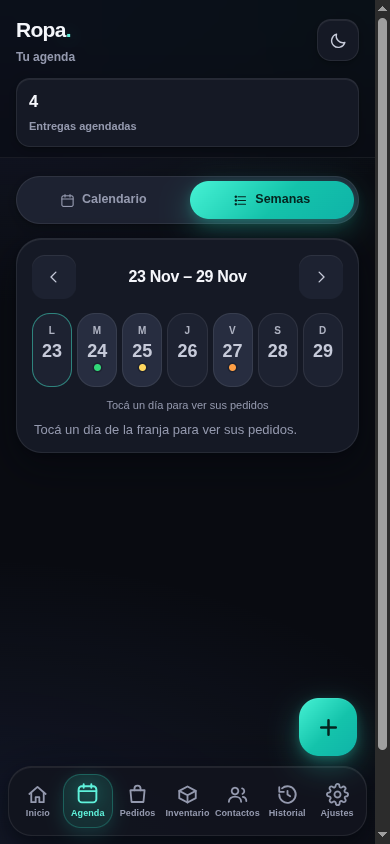 Ropa.
Tu agenda
4
Entregas agendadas
Calendario Semanas
23 Nov – 29 Nov
L M M J V S D
23 24 25 26 27 28 29
Tocá un día para ver sus pedidos
Tocá un día de la franja para ver sus pedidos.
Inicio Agenda Pedidos Inventario Contactos Historial Ajustes